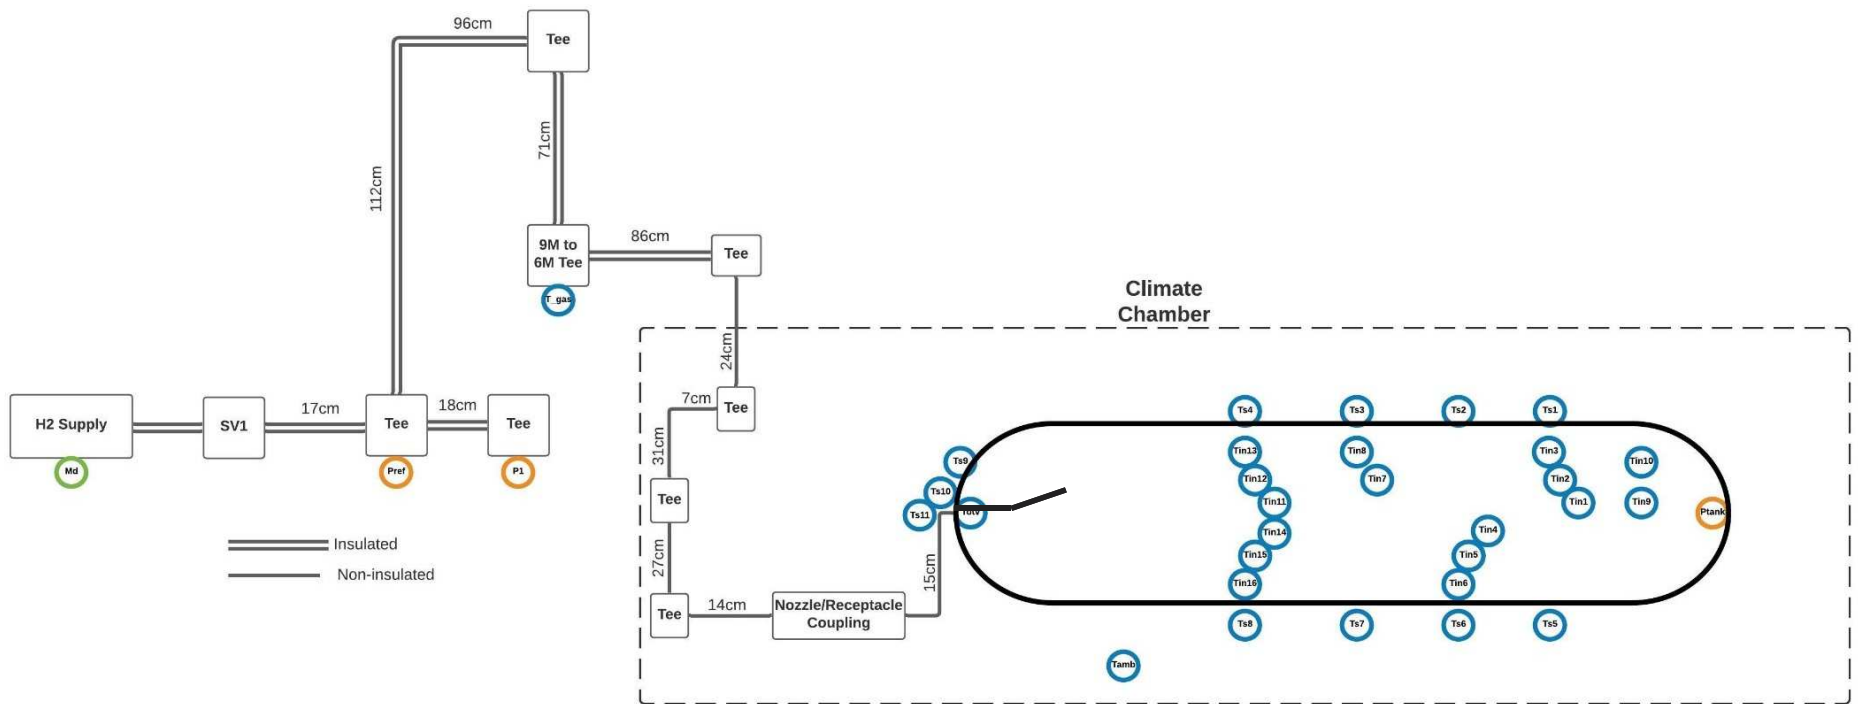 96cm
Tee
71cm
112cm
9M to
6M Tee
86cm
Tee
T_gas
Climate
Chamber
24cm
7cm
Tee
H2 Supply
SV1
17cm
Tee
18cm
Tee
Md
Pref
P1
31cm
Tee
27cm
Tee
14cm
Nozzle/Receptacle
Coupling
15cm
Insulated
Non-insulated
Ts4
Ts3
Ts2
Ts1
Tin13
Tin8
Tin3
Tin10
Ts9
Tin12
Tin7
Tin2
Ts10
Tin11
Tin1
Tin9
Ts11
Ptank
Tin14
Tin4
Tin15
Tin5
Tin16
Tin6
Ts8
Ts7
Ts6
Ts5
Tamb